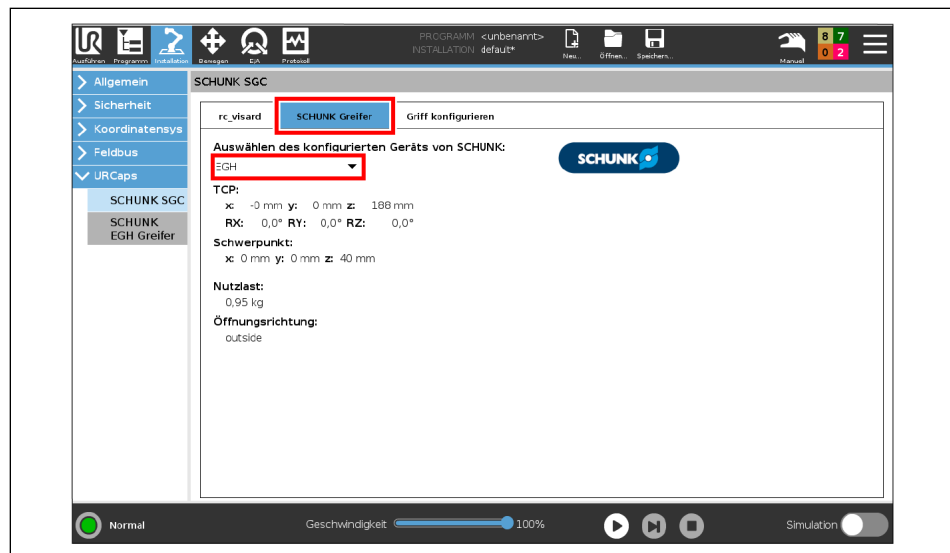 PROGRAMM <unbenannt>
INSTALLATION defaut*
Ausführen Programm Installation Bewegen E/A Protokoll Neu... Öffnen... Speichern... Manual
8 7
0 2
Allgemein
Sicherheit
Koordinatensys
Feldbus
URCaps
SCHUNK SGC
SCHUNK
EGH Greifer
SCHUNK SGC
rc_visard SCHUNK Greifer Griff konfigurieren
Auswählen des konfigurierten Geräts von SCHUNK:
EGH
SCHUNK
TCP:
x: -0 mm y: 0 mm z: 188 mm
RX: 0,0° RY: 0,0° RZ: 0,0°
Schwerpunkt:
x: 0 mm y: 0 mm z: 40 mm
Nutzlast:
0,95 kg
Öffnungsrichtung:
outside
Normal Geschwindigkeit 100% Simulation